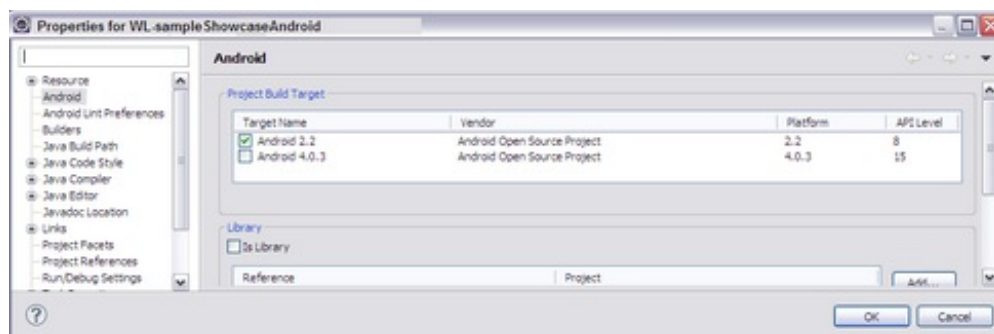 Properties for WL-sampleShowcaseAndroid
Android
Resource
Android
Android Lint Preferences
Builders
Java Build Path
Java Code Style
Java Compiler
Java Editor
Javadoc Location
Links
Project Facets
Project References
Run/Debug Settings
Project Build Target
Target Name Vendor Platform API Level
Android 2.2 Android Open Source Project 2.2 8
Android 4.0.3 Android Open Source Project 4.0.3 15
Library
Is Library
Reference Project
Add...
? OK Cancel